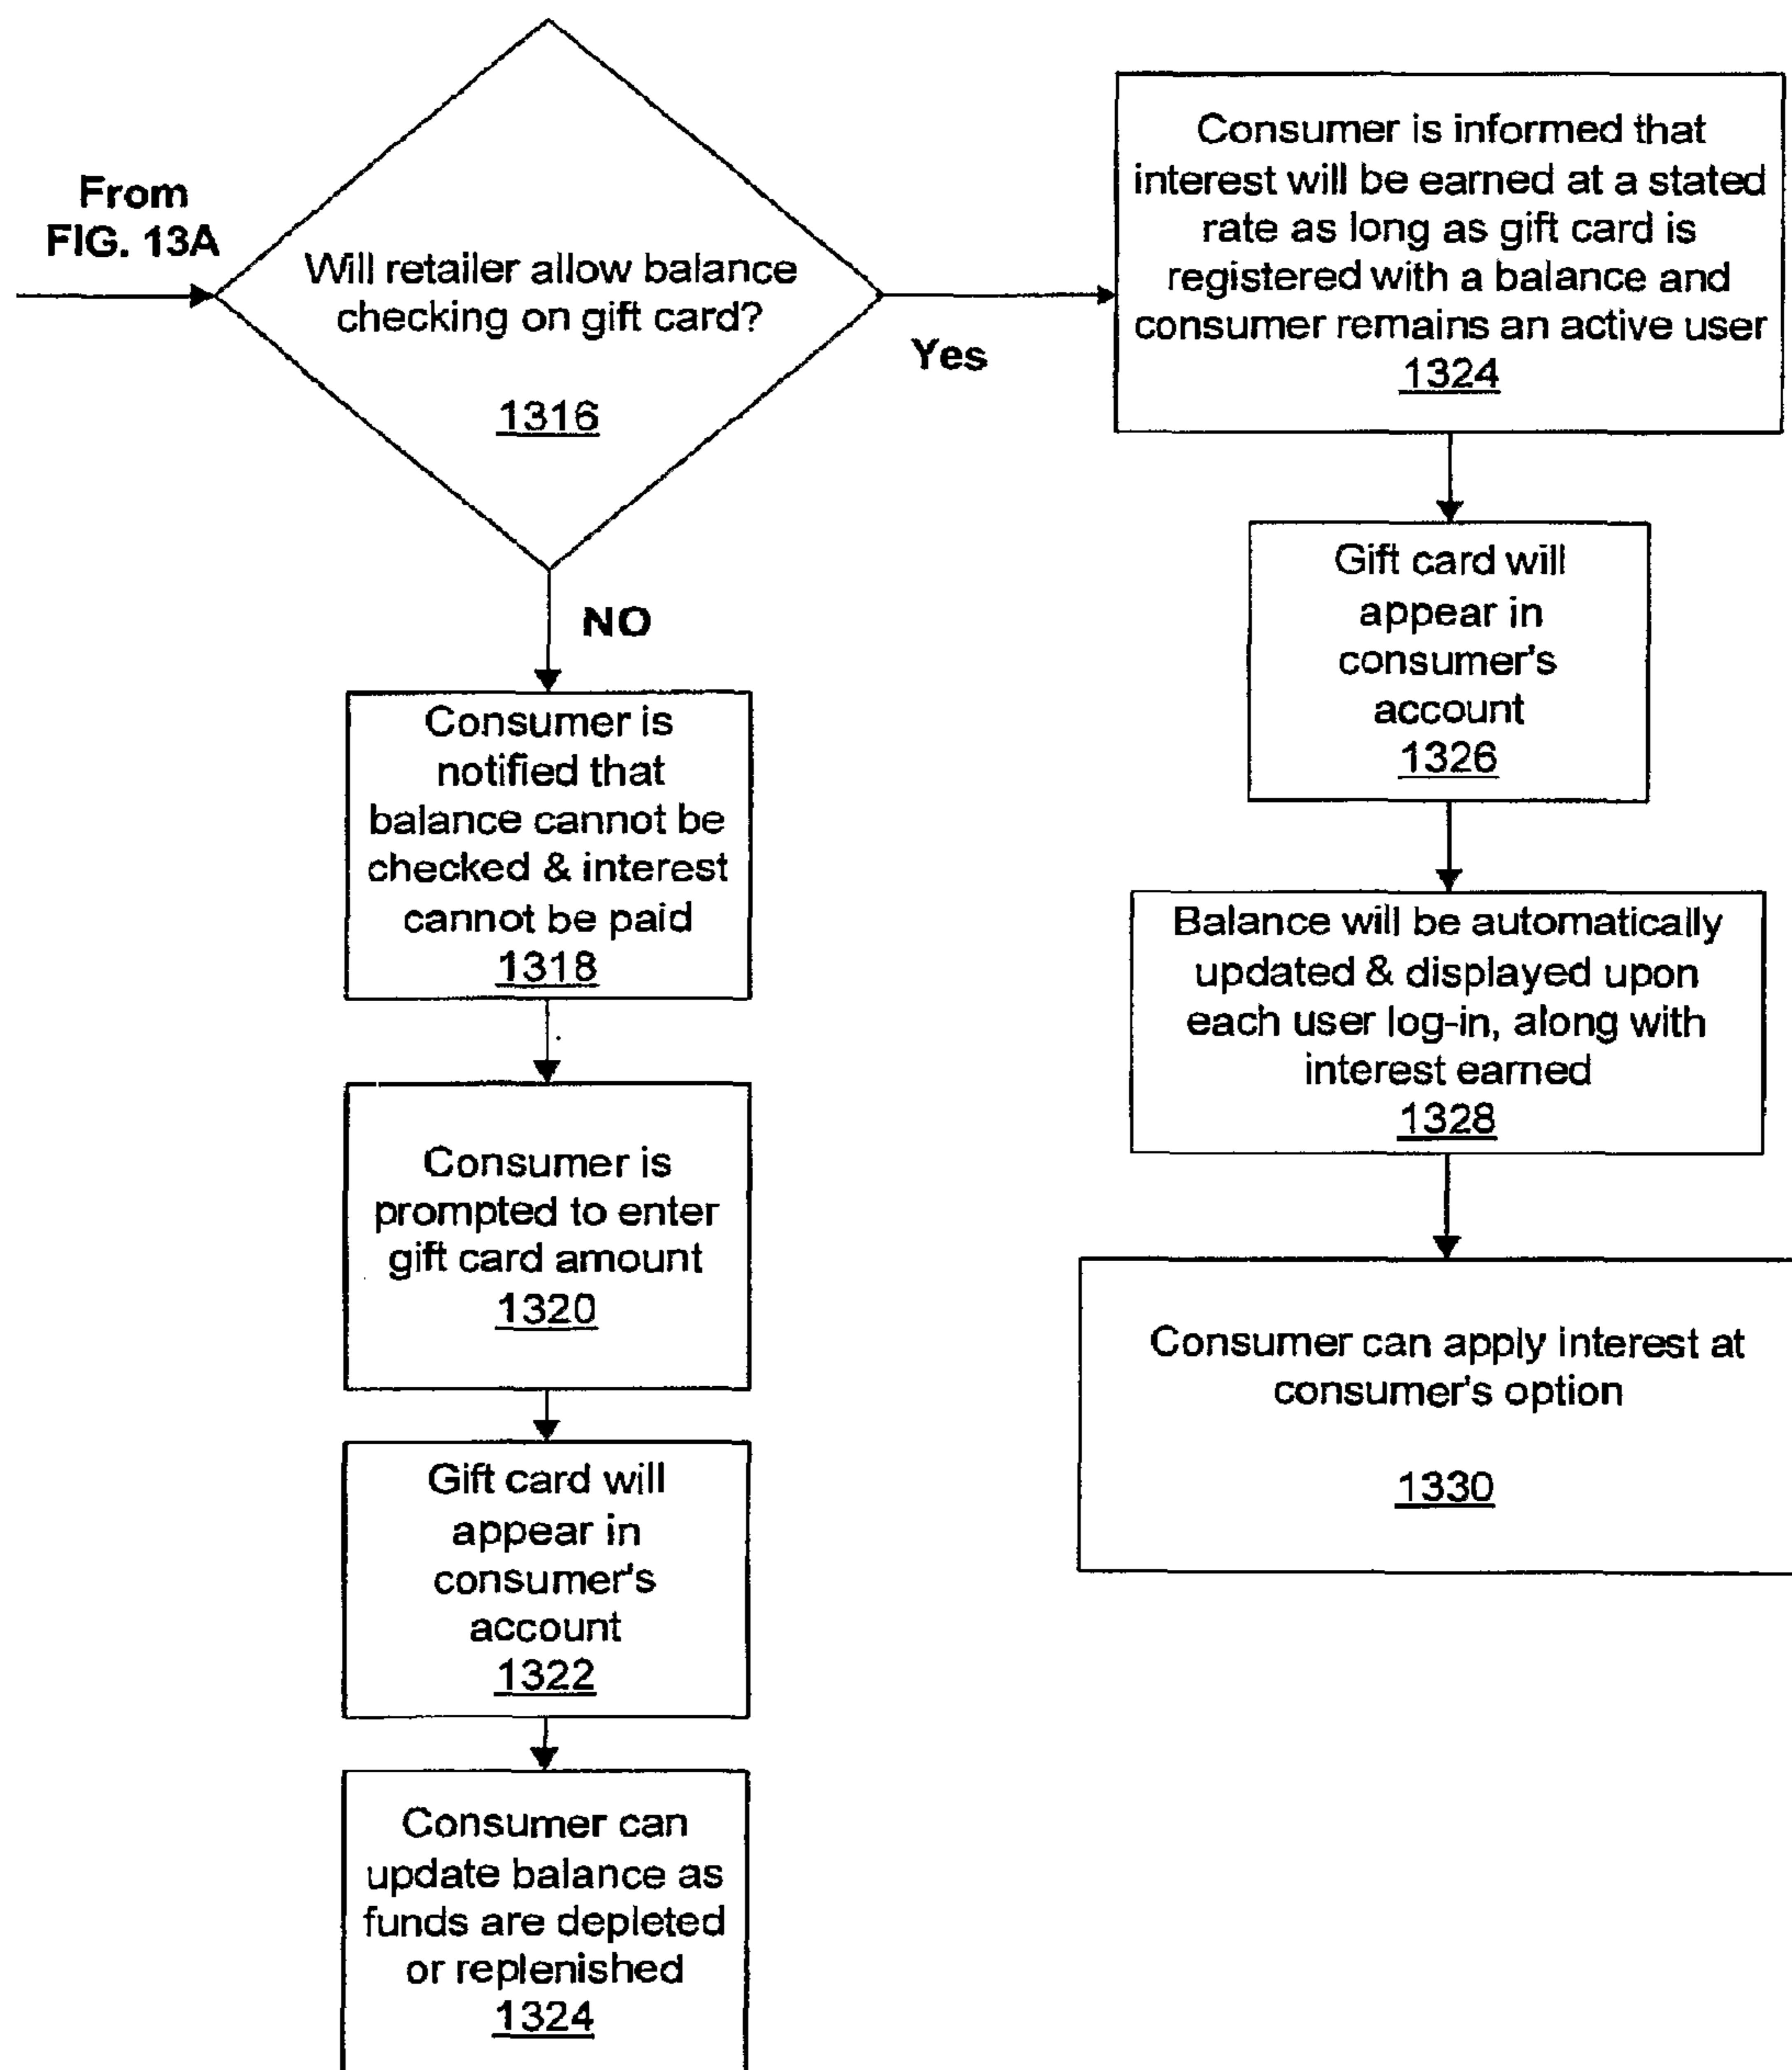 From
FIG. 13A
Will retailer allow balance
checking on gift card?
1316
Yes
NO
Consumer is
notified that
balance cannot be
checked & interest
cannot be paid
1318
Consumer is
prompted to enter
gift card amount
1320
Gift card will
appear in
consumer's
account
1322
Consumer can
update balance as
funds are depleted
or replenished
1324
Consumer is informed that
interest will be earned at a stated
rate as long as gift card is
registered with a balance and
consumer remains an active user
1324
Gift card will
appear in
consumer's
account
1326
Balance will be automatically
updated & displayed upon
each user log-in, along with
interest earned
1328
Consumer can apply interest at
consumer's option
1330